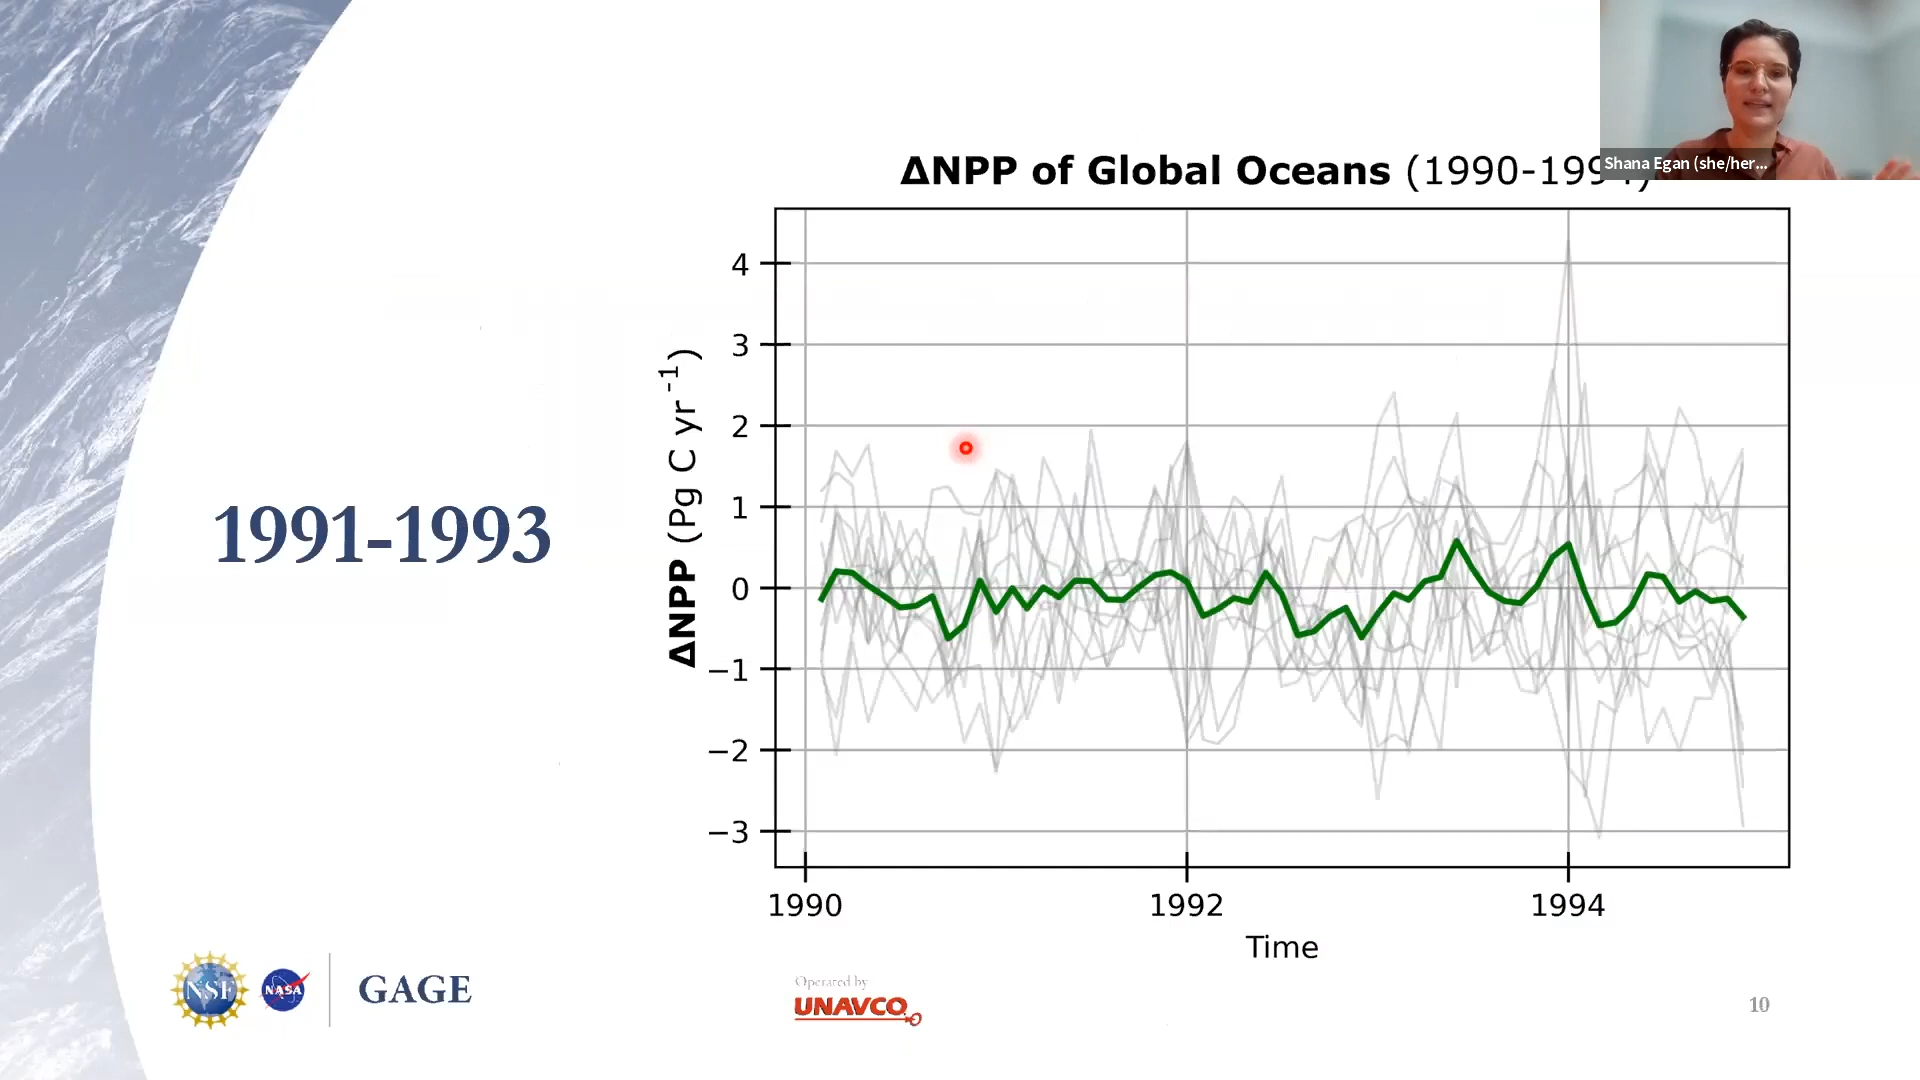 Shana Egan (she/her...
ΔNPP of Global Oceans (1990-1994)
4
3
2
1
0
−1
−2
−3
ΔNPP (Pg C yr⁻¹)
1991-1993
1990
1992
1994
Time
NSF
NASA
GAGE
Operated by
UNAVCO
10